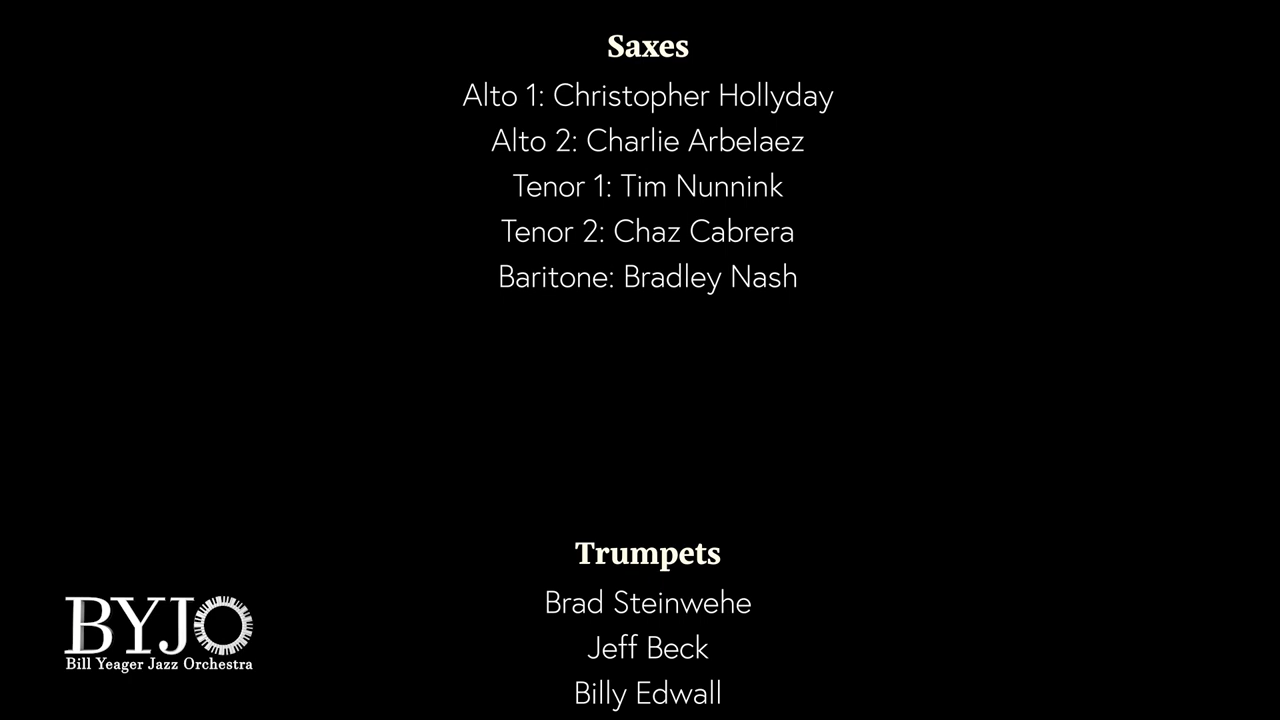 Saxes
Alto 1: Christopher Hollyday
Alto 2: Charlie Arbelaez
Tenor 1: Tim Nunnink
Tenor 2: Chaz Cabrera
Baritone: Bradley Nash
Trumpets
Brad Steinwehe
Jeff Beck
Billy Edwall
BYJO
Bill Yeager Jazz Orchestra